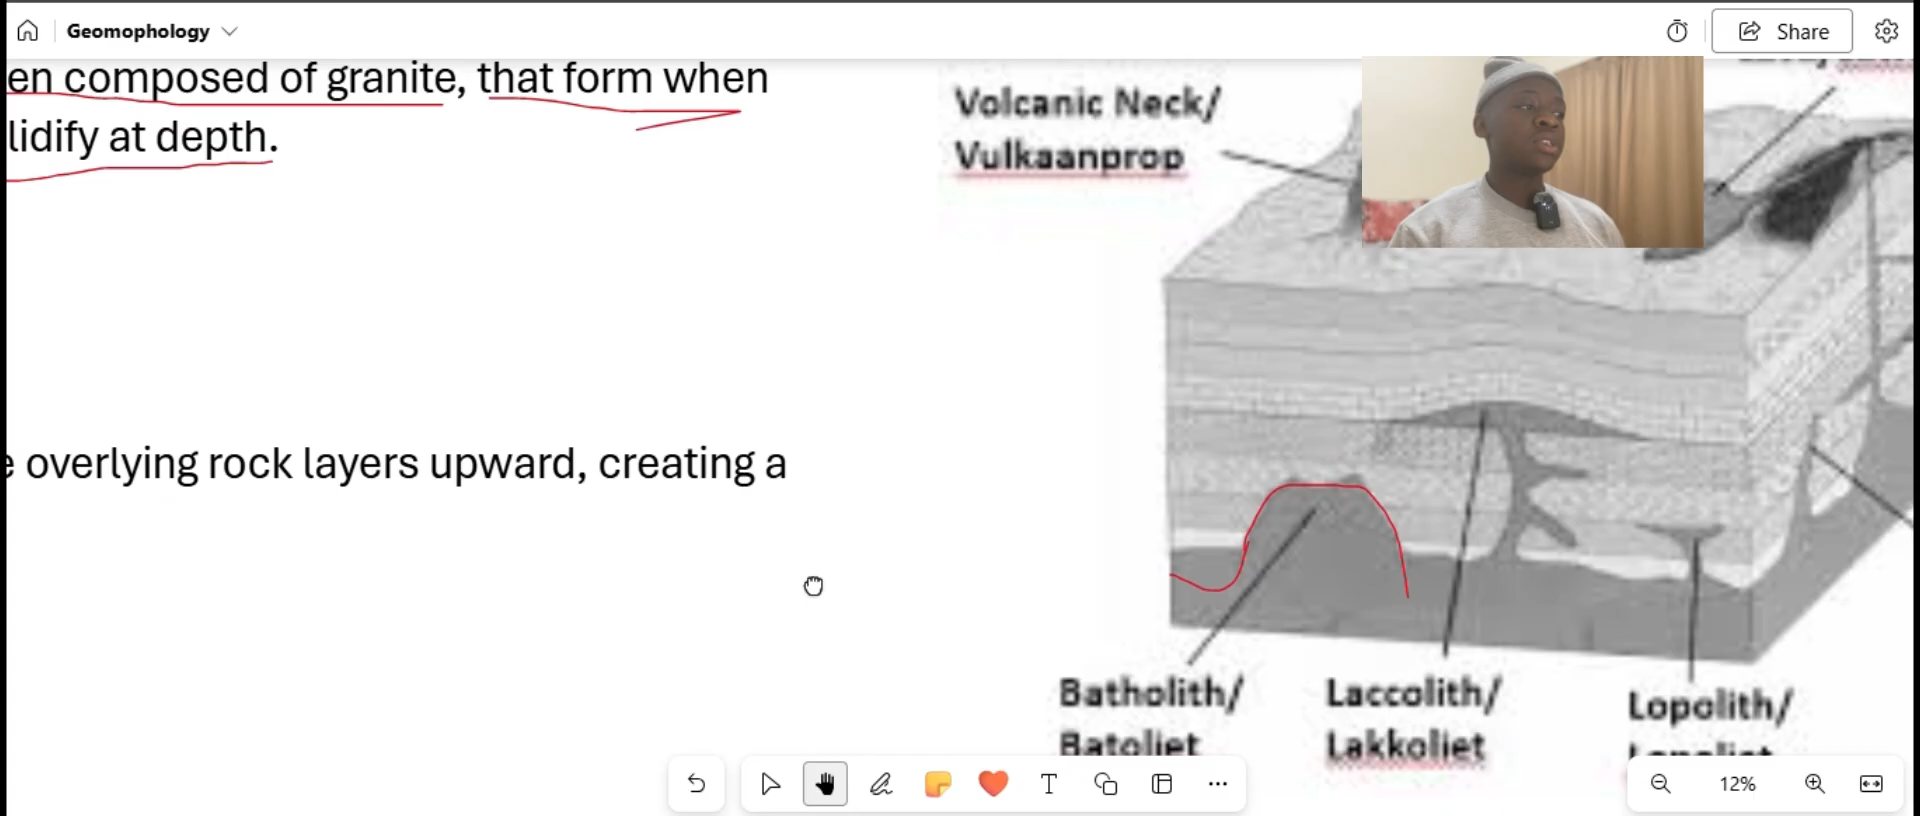 Geomophology
Share
en composed of granite, that form when
lidify at depth.
e overlying rock layers upward, creating a
Volcanic Neck/
Vulkaanprop
Batholith/
Batoliet
Laccolith/
Lakkoliet
Lopolith/
12%